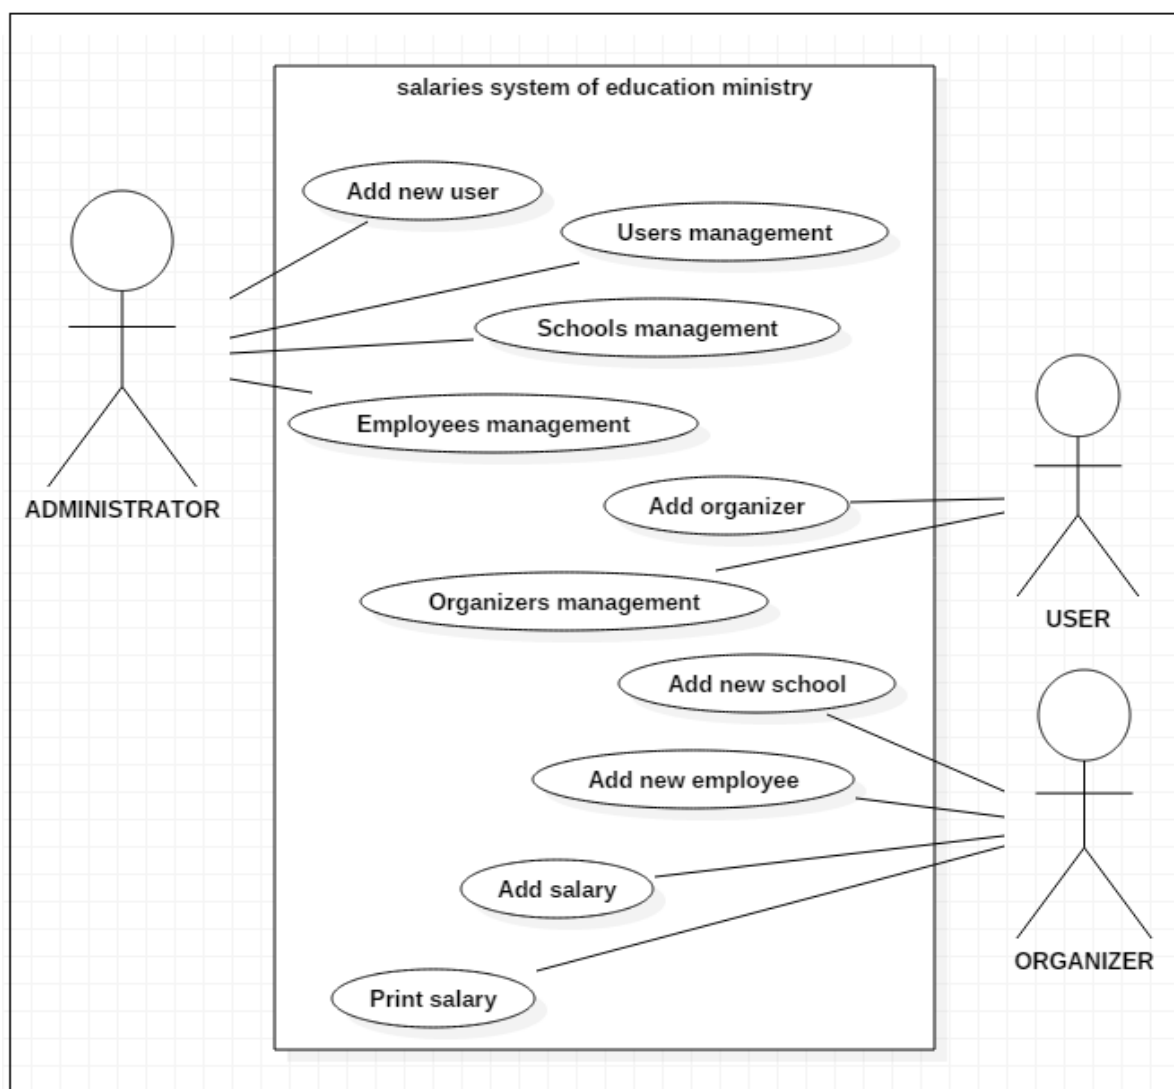 salaries system of education ministry
Add new user
Users management
Schools management
Employees management
ADMINISTRATOR
Add organizer
Organizers management
USER
Add new school
Add new employee
Add salary
ORGANIZER
Print salary